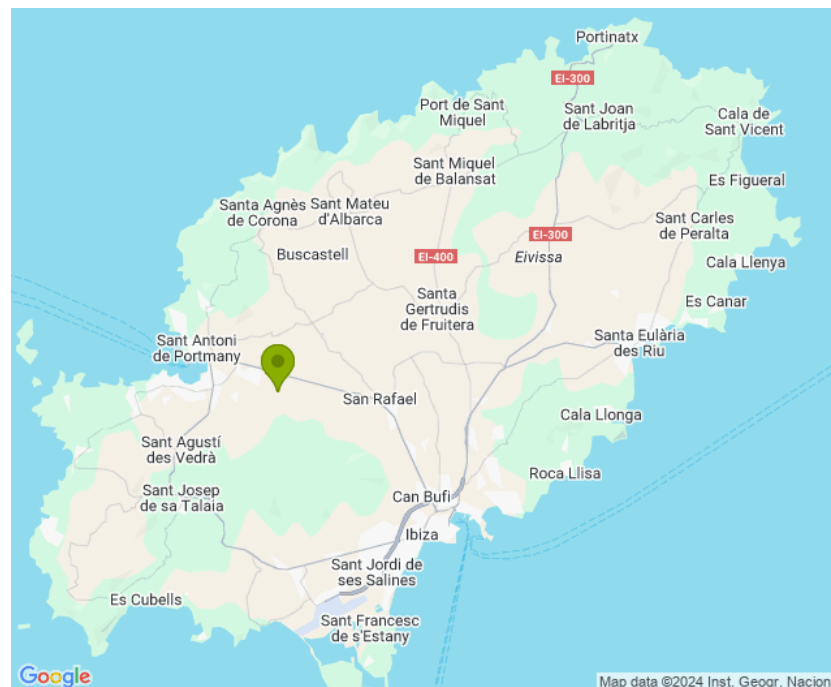 Portinatx
EI-300
Port de Sant
Miquel
Sant Joan
de Labritja
Cala de
Sant Vicent
Sant Miquel
de Balansat
Es Figueral
Santa Agnès
de Corona
Sant Mateu
d'Albarca
Sant Carles
de Peralta
EI-300
Buscastell
EI-400
Eivissa
Cala Llenya
Santa
Gertrudis
de Fruitera
Es Canar
Sant Antoni
de Portmany
Santa Eulària
des Riu
San Rafael
Cala Llonga
Sant Agustí
des Vedrà
Roca Llisa
Sant Josep
de sa Talaia
Can Bufi
Ibiza
Sant Jordi de
ses Salines
Es Cubells
Sant Francesc
de s'Estany
Google
Map data ©2024 Inst. Geogr. Nacion